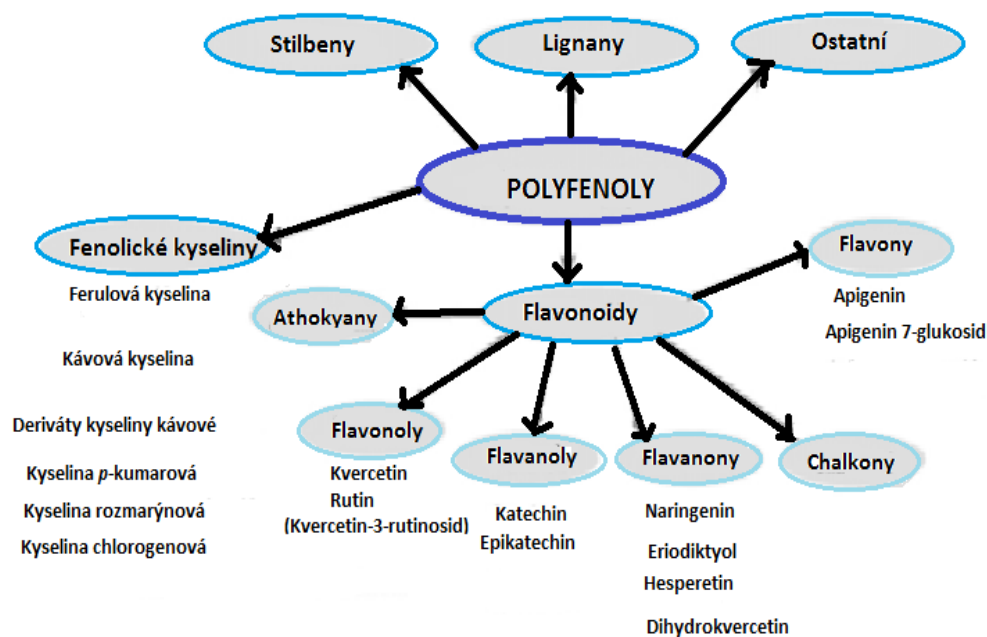 Stilbeny
Lignany
Ostatní
POLYFENOLY
Fenolické kyseliny
Ferulová kyselina
Kávová kyselina
Deriváty kyseliny kávové
Kyselina p-kumarová
Kyselina rozmarýnová
Kyselina chlorogenová
Flavonoidy
Athokyany
Flavonoly
Kvercetin
Rutin
(Kvercetin-3-rutinosid)
Flavanoly
Katechin
Epikatechin
Flavanony
Naringenin
Eriodiktyol
Hesperetin
Dihydrokvercetin
Chalkony
Flavony
Apigenin
Apigenin 7-glukosid